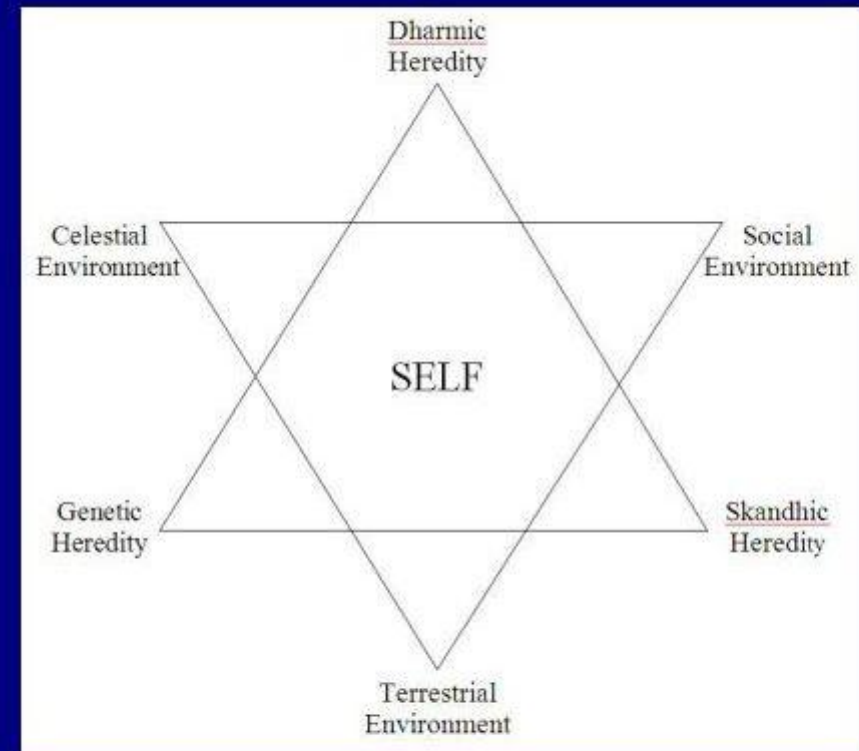 Dharmic
Heredity
Celestial
Environment
Social
Environment
SELF
Genetic
Heredity
Skandhic
Heredity
Terrestrial
Environment